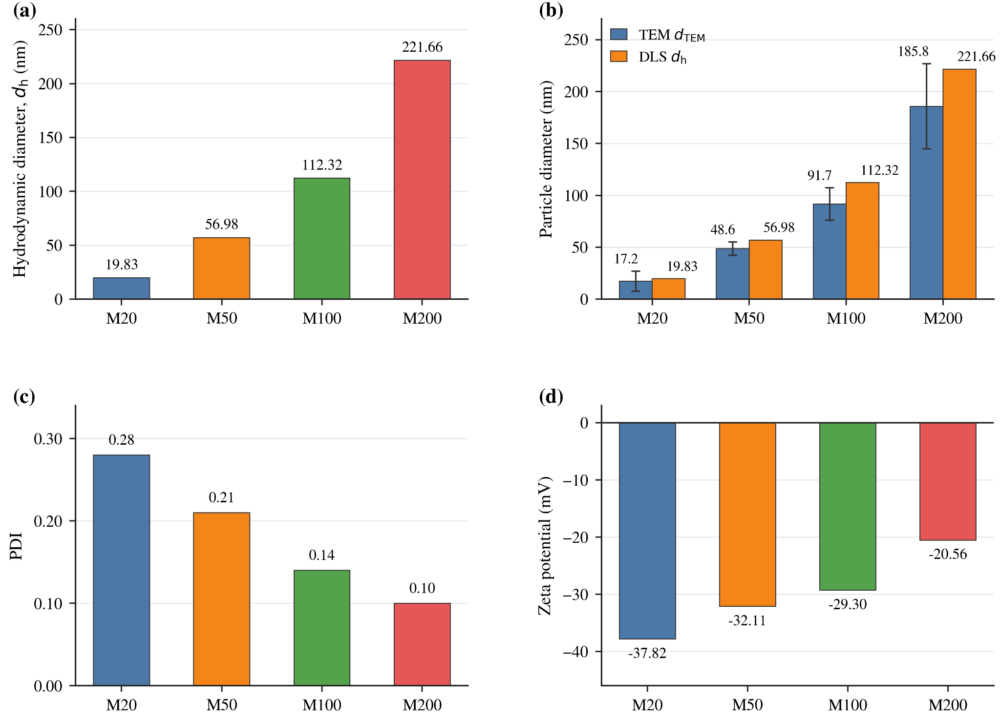 (a)
Hydrodynamic diameter, dh (nm)
250
200
150
100
50
0
19.83
56.98
112.32
221.66
M20
M50
M100
M200
(b)
Particle diameter (nm)
TEM dTEM
DLS dh
250
200
150
100
50
0
17.2
19.83
48.6
56.98
91.7
112.32
185.8
221.66
M20
M50
M100
M200
(c)
PDI
0.30
0.20
0.10
0.00
0.28
0.21
0.14
0.10
M20
M50
M100
M200
(d)
Zeta potential (mV)
0
−10
−20
−30
−40
-37.82
-32.11
-29.30
-20.56
M20
M50
M100
M200